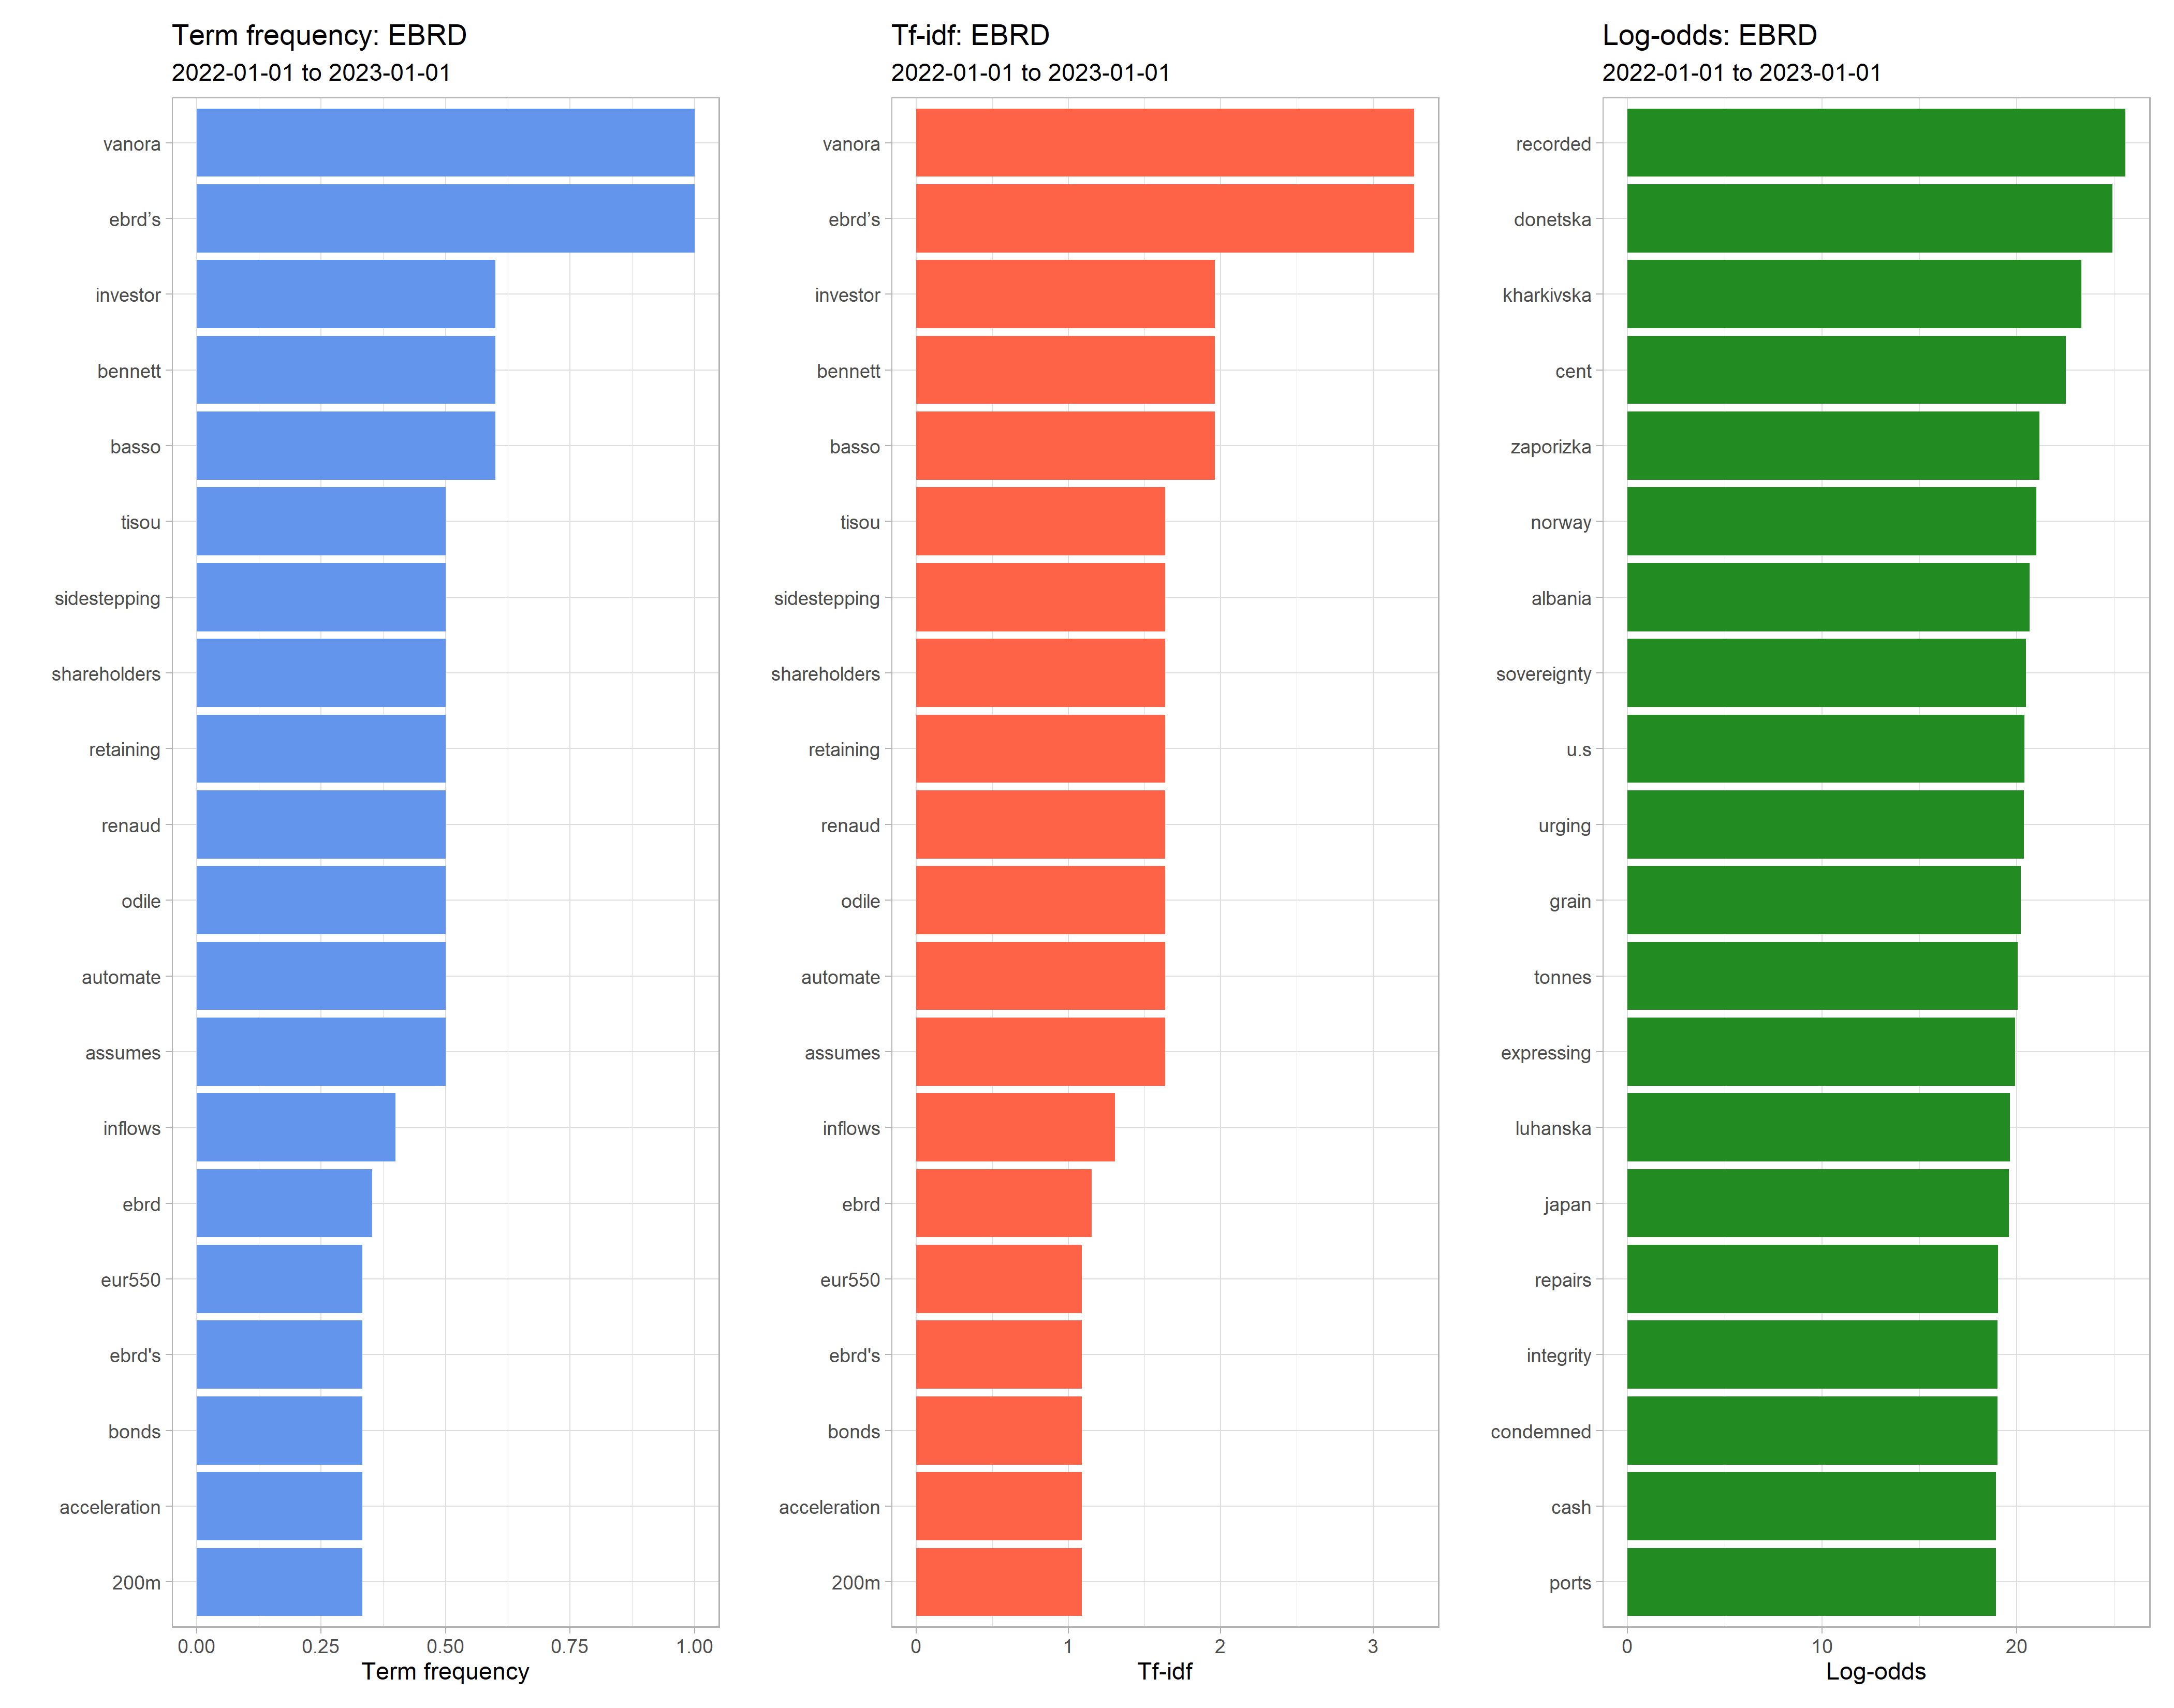 Term frequency: EBRD
2022-01-01 to 2023-01-01
vanora
ebrd’s
investor
bennett
basso
tisou
sidestepping
shareholders
retaining
renaud
odile
automate
assumes
inflows
ebrd
eur550
ebrd's
bonds
acceleration
200m
0.00 0.25 0.50 0.75 1.00
Term frequency
Tf-idf: EBRD
2022-01-01 to 2023-01-01
vanora
ebrd’s
investor
bennett
basso
tisou
sidestepping
shareholders
retaining
renaud
odile
automate
assumes
inflows
ebrd
eur550
ebrd's
bonds
acceleration
200m
0 1 2 3
Tf-idf
Log-odds: EBRD
2022-01-01 to 2023-01-01
recorded
donetska
kharkivska
cent
zaporizka
norway
albania
sovereignty
u.s
urging
grain
tonnes
expressing
luhanska
japan
repairs
integrity
condemned
cash
ports
0 10 20
Log-odds